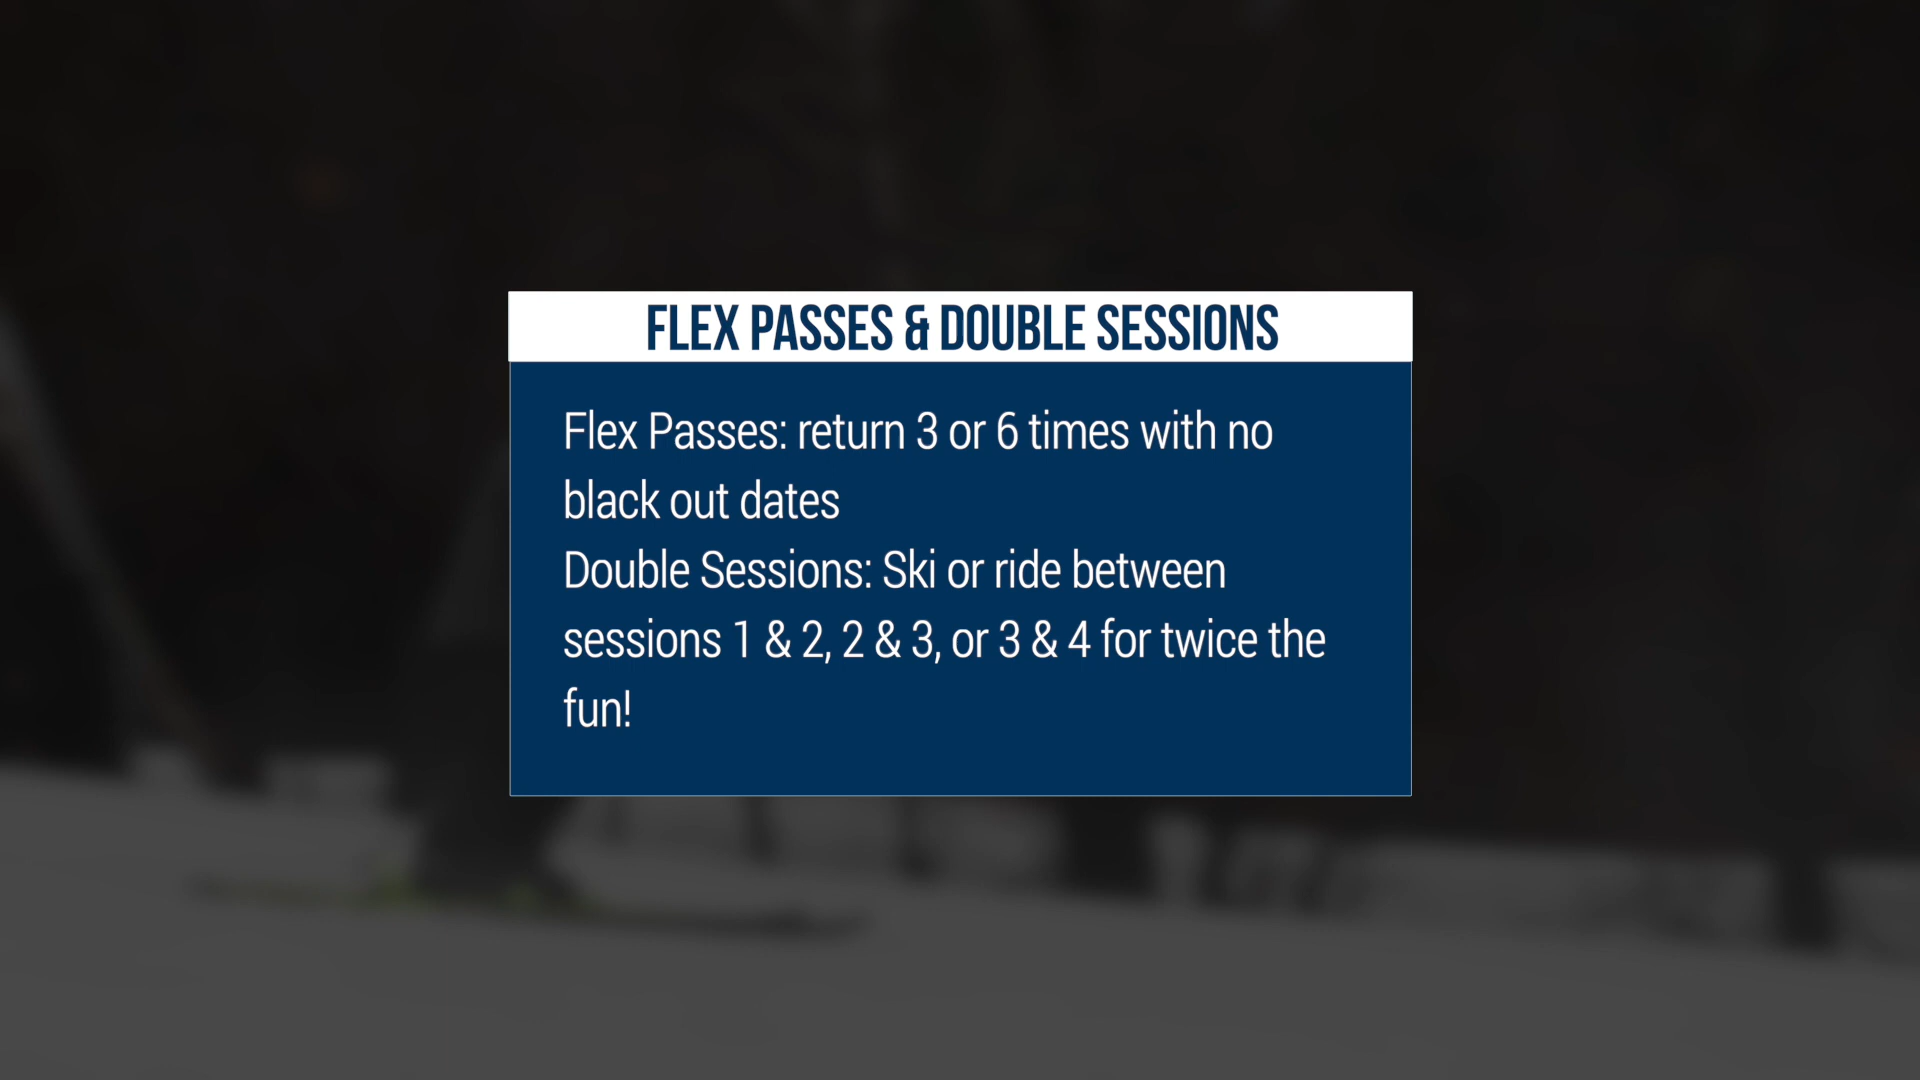 FLEX PASSES & DOUBLE SESSIONS
Flex Passes: return 3 or 6 times with no
black out dates
Double Sessions: Ski or ride between
sessions 1 & 2, 2 & 3, or 3 & 4 for twice the
fun!